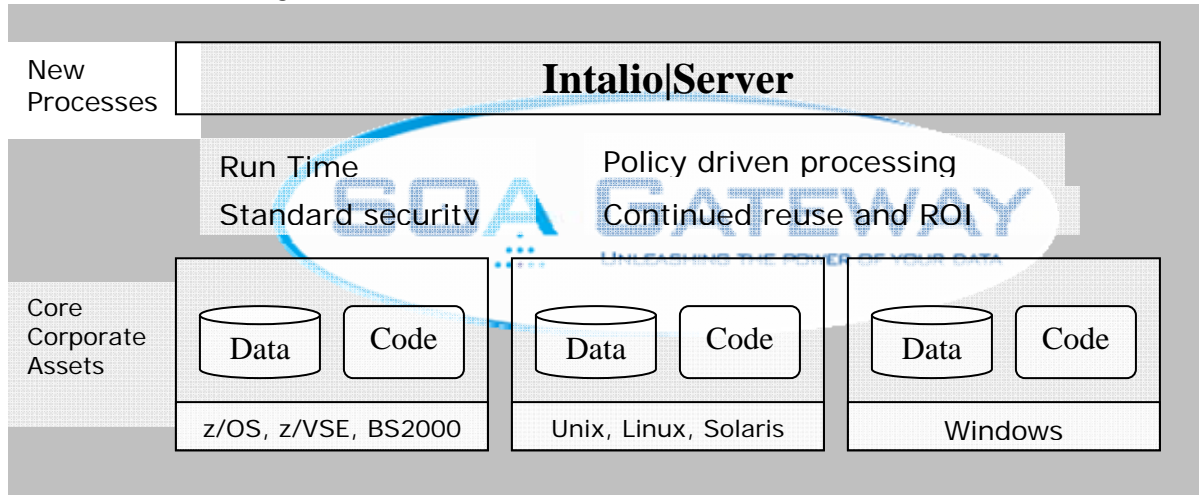 New
Processes
Intalio|Server
Run Time
Policy driven processing
Standard security
Continued reuse and ROI
SOA GATEWAY
UNLEASHING THE POWER OF YOUR DATA
Core
Corporate
Assets
Data
Code
Data
Code
Data
Code
z/OS, z/VSE, BS2000
Unix, Linux, Solaris
Windows